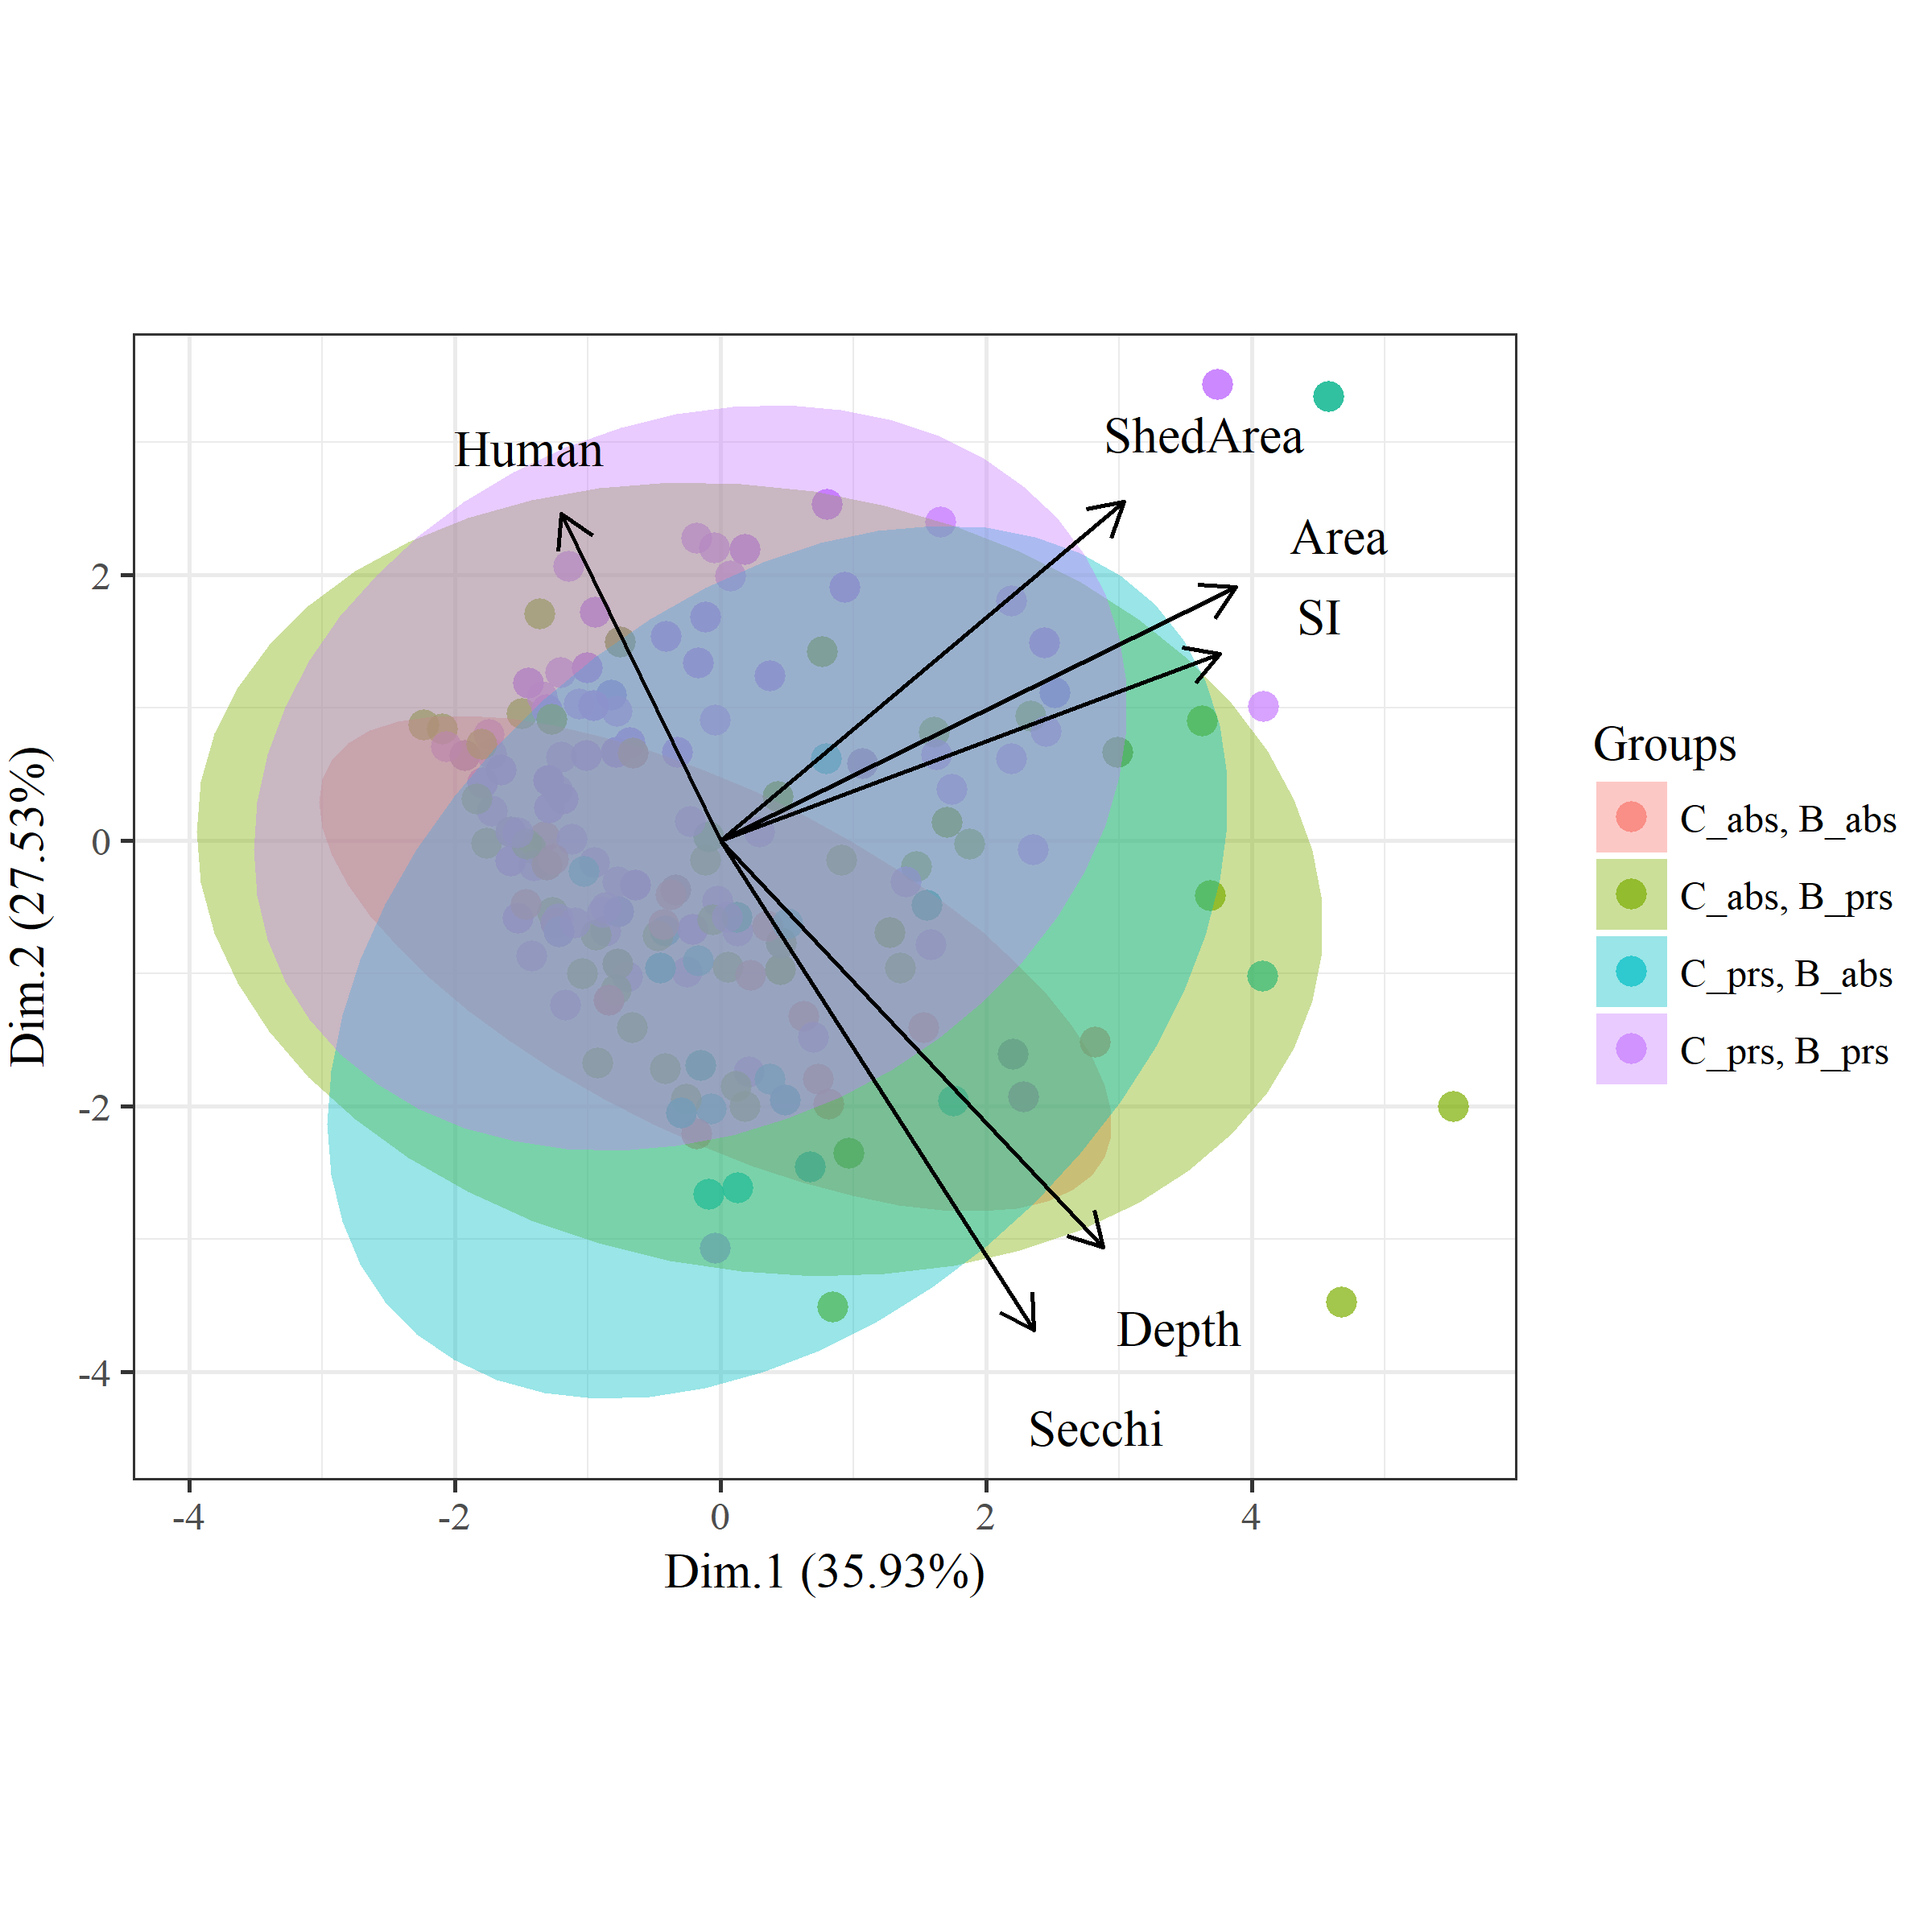 Human
ShedArea
Area
SI
Depth
Secchi
2
0
-2
-4
-4
-2
0
2
4
Dim.1 (35.93%)
Dim.2 (27.53%)
Groups
C_abs, B_abs
C_abs, B_prs
C_prs, B_abs
C_prs, B_prs